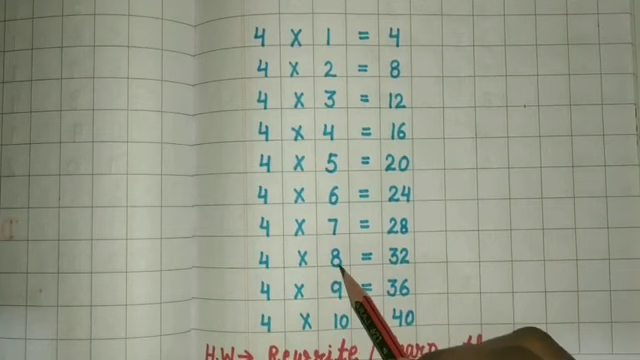 4 X 1 = 4
4 X 2 = 8
4 X 3 = 12
4 X 4 = 16
4 X 5 = 20
4 X 6 = 24
4 X 7 = 28
4 X 8 = 32
4 X 9 = 36
4 X 10 40
H.W → Rewrite